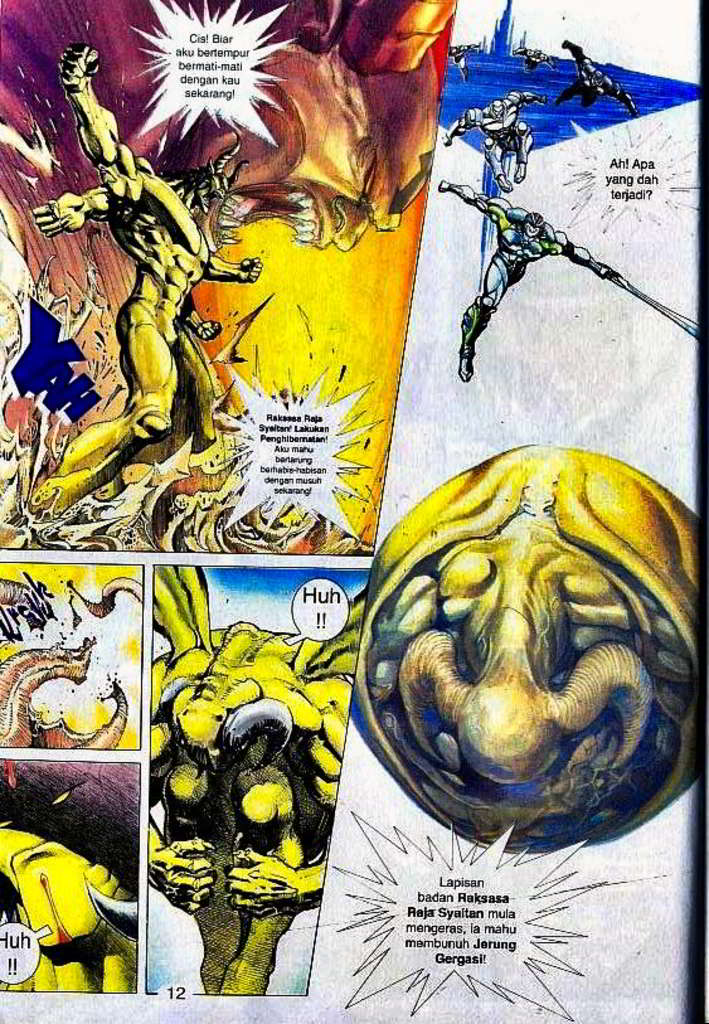 Cis! Biar
aku bertempur
bermati-mati
dengan kau
sekarang!
Ah! Apa
yang dah
terjadi?
YAH
Raksasa Raja
Syaitan! Lakukan
Penghibernatan!
Aku mahu
bertarung
berhabis-habisan
dengan musuh
sekarang!
Huh
!!
Huh
!!
Lapisan
badan Raksasa
Raja Syaitan mula
mengeras, ia mahu
membunuh Jerung
Gergasi!
12